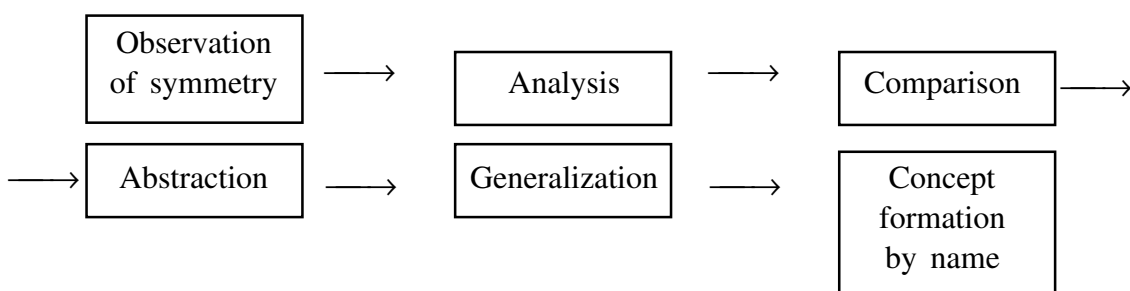 Observation
of symmetry
Analysis
Comparison
Abstraction
Generalization
Concept
formation
by name